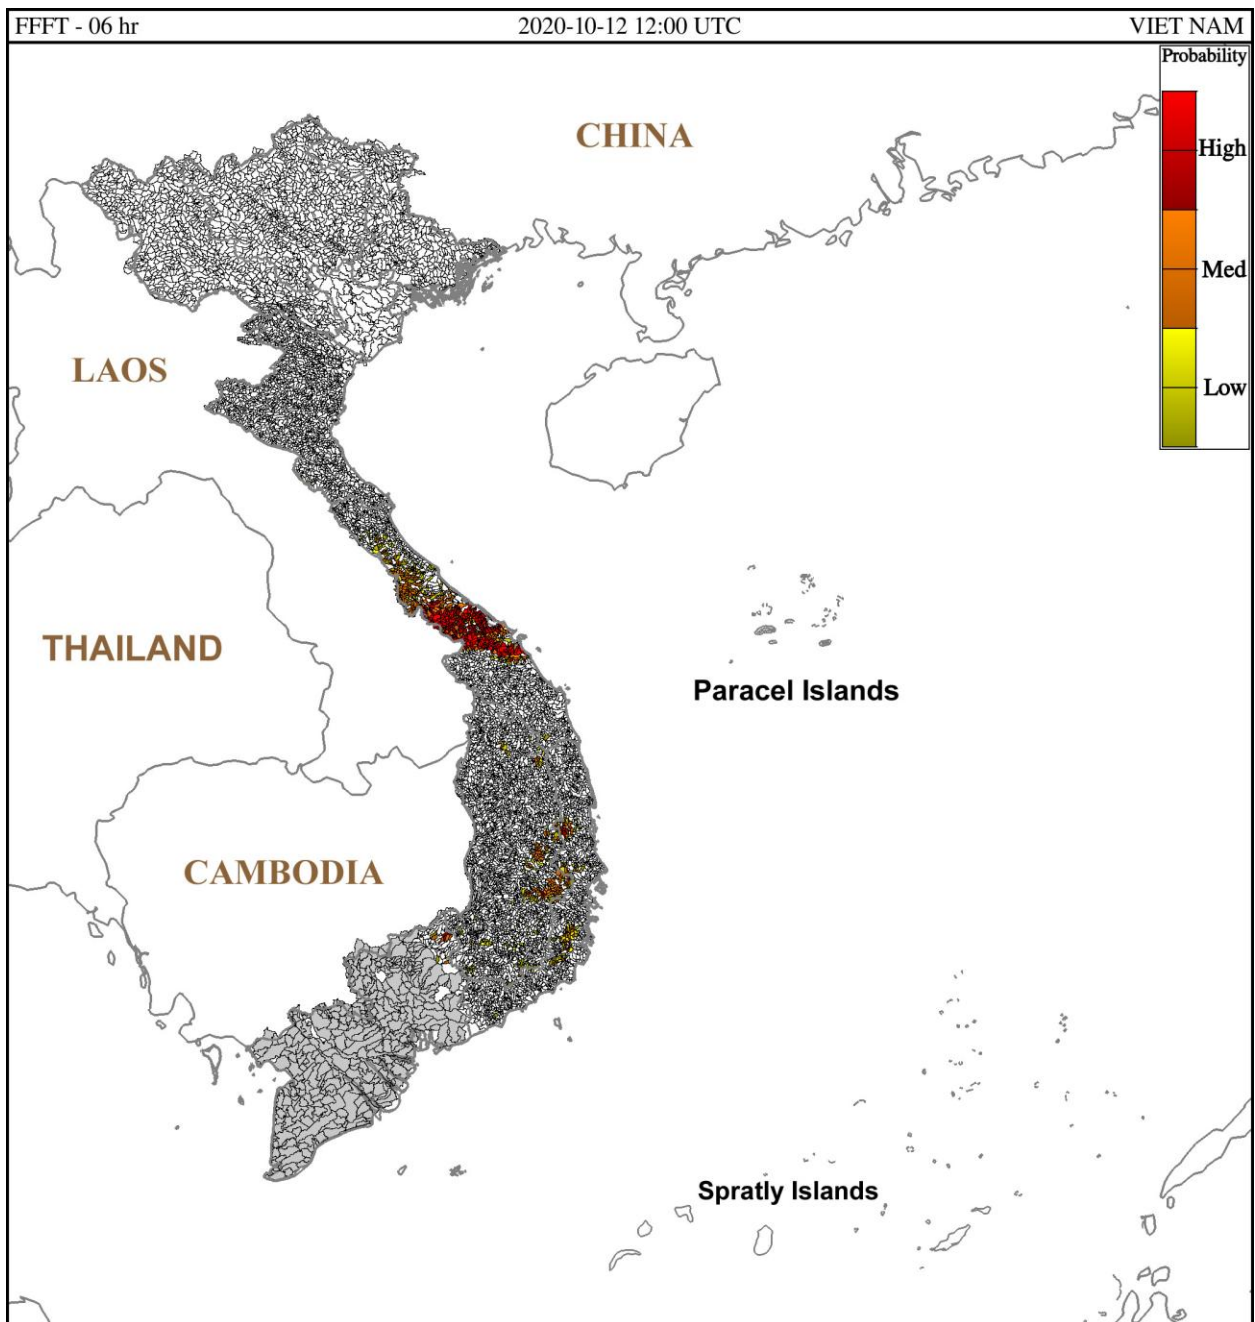 FFFT - 06 hr
2020-10-12 12:00 UTC
VIET NAM
Probability
High
Med
Low
CHINA
LAOS
THAILAND
Paracel Islands
CAMBODIA
Spratly Islands